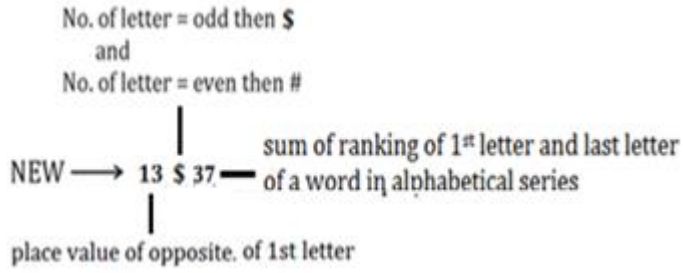 No. of letter = odd then $
and
No. of letter = even then #
NEW → 13 $ 37 — sum of ranking of 1st letter and last letter
of a word in alphabetical series
place value of opposite. of 1st letter